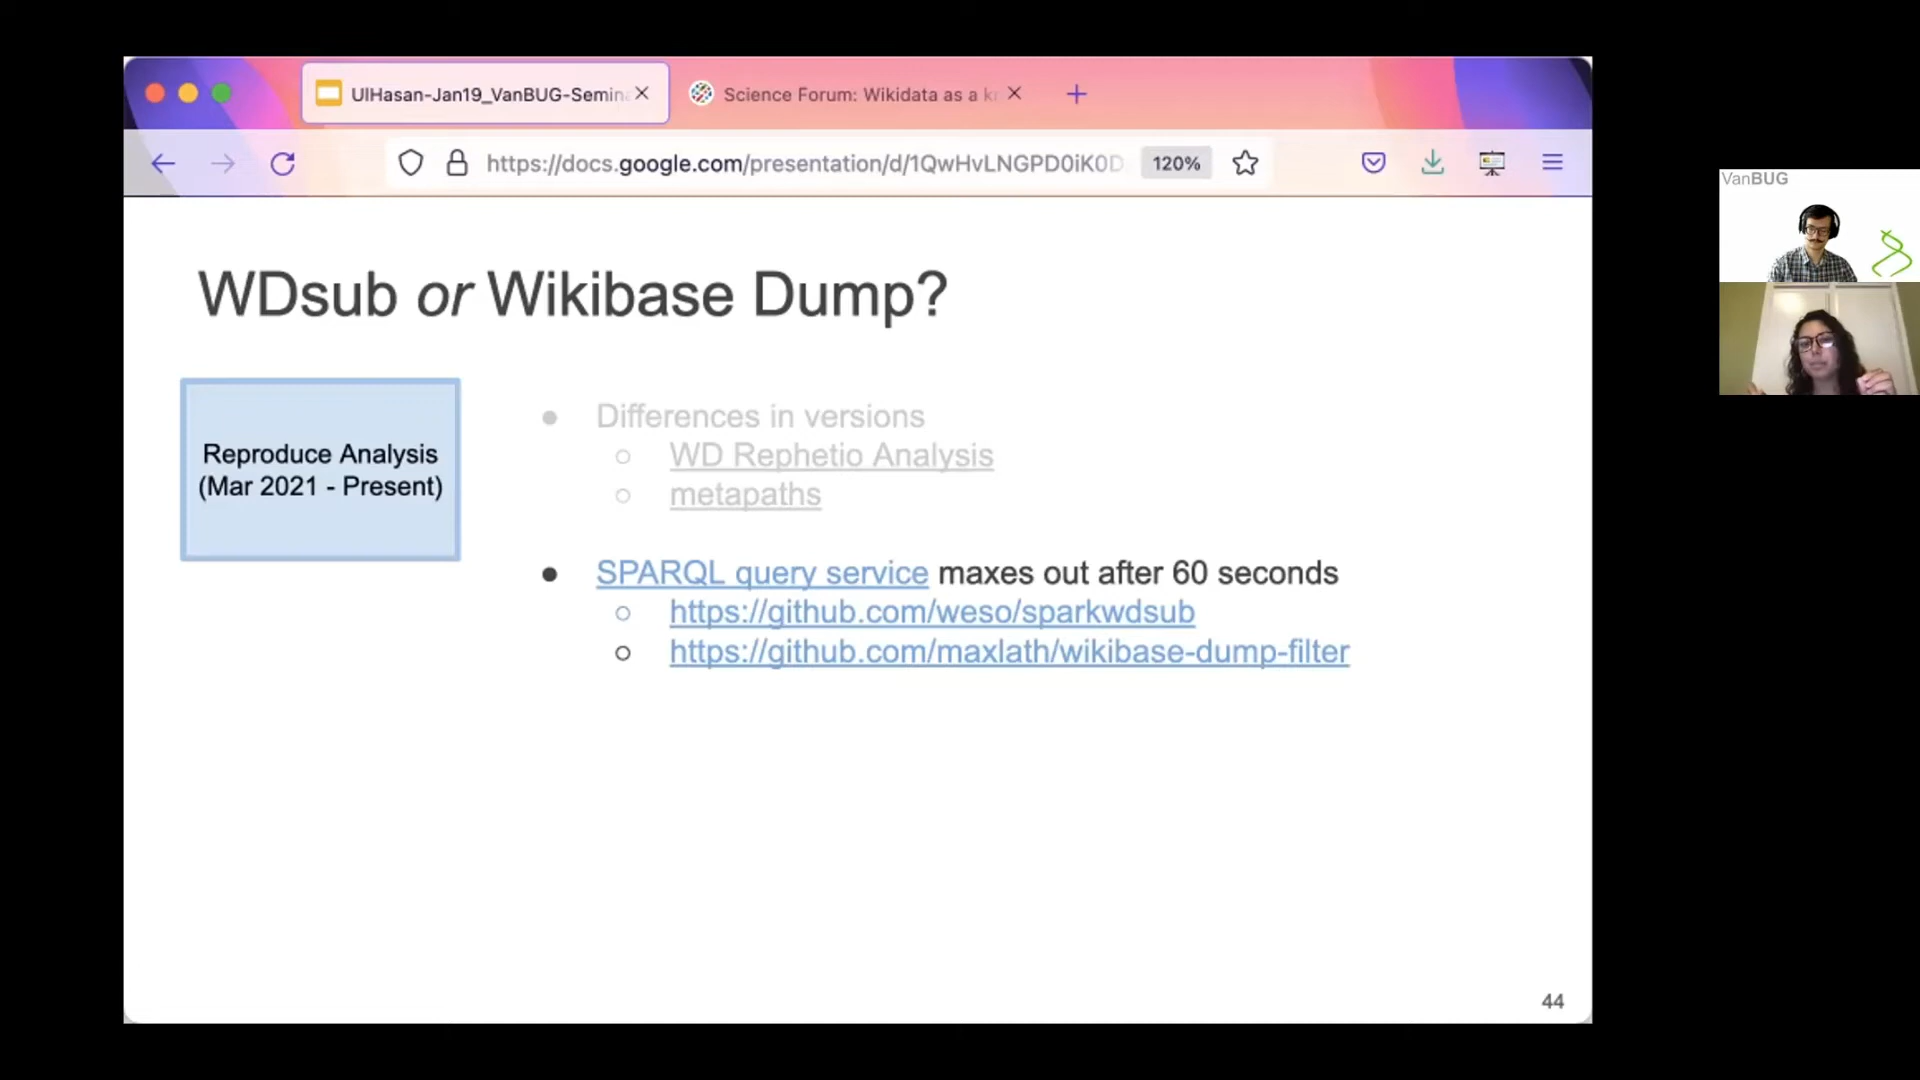 UlHasan-Jan19_VanBUG-Semin
Science Forum: Wikidata as a k
https://docs.google.com/presentation/d/1QwHvLNGPD0iK0D
120%
VanBUG
WDsub or Wikibase Dump?
Reproduce Analysis
(Mar 2021 - Present)
Differences in versions
WD Rephetio Analysis
metapaths
SPARQL query service maxes out after 60 seconds
https://github.com/weso/sparkwdsub
https://github.com/maxlath/wikibase-dump-filter
44